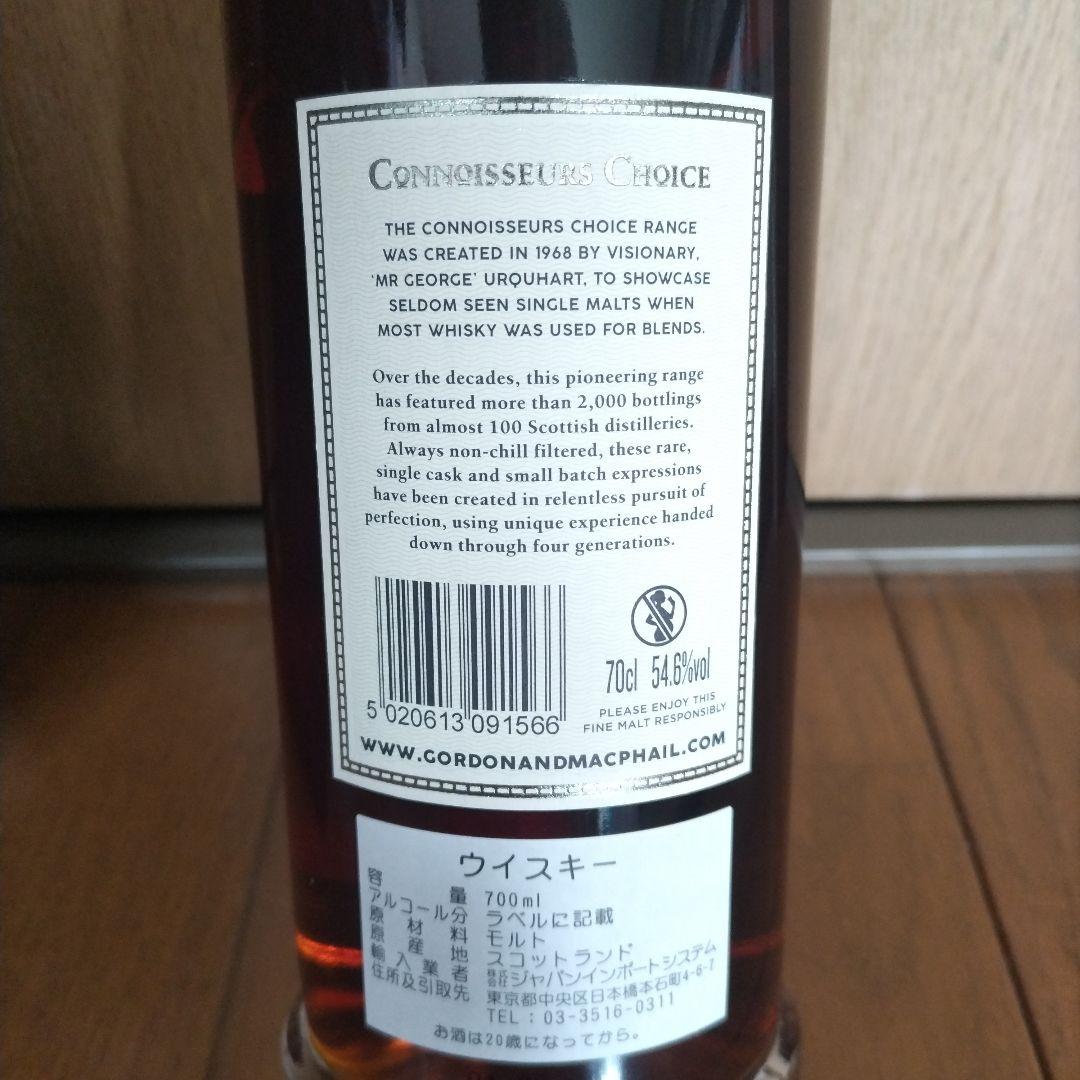 CONNOISSEURS CHOICE
THE CONNOISSEURS CHOICE RANGE
WAS CREATED IN 1968 BY VISIONARY,
'MR GEORGE' URQUHART, TO SHOWCASE
SELDOM SEEN SINGLE MALTS WHEN
MOST WHISKY WAS USED FOR BLENDS.
Over the decades, this pioneering range
has featured more than 2,000 bottlings
from almost 100 Scottish distilleries.
Always non-chill filtered, these rare,
single cask and small batch expressions
have been created in relentless pursuit of
perfection, using unique experience handed
down through four generations.
5 020613 091566
70cl 54.6%vol
PLEASE ENJOY THIS
FINE MALT RESPONSIBLY
WWW.GORDONANDMACPHAIL.COM
ウイスキー
容量 700ml
アルコール分 ラベルに記載
原材料 モルト
原産地 スコットランド
輸入業者 株式会社ジャパンインポートシステム
住所及引取先 東京都中央区日本橋本石町4-6-7
TEL：03-3516-0311
お酒は20歳になってから。